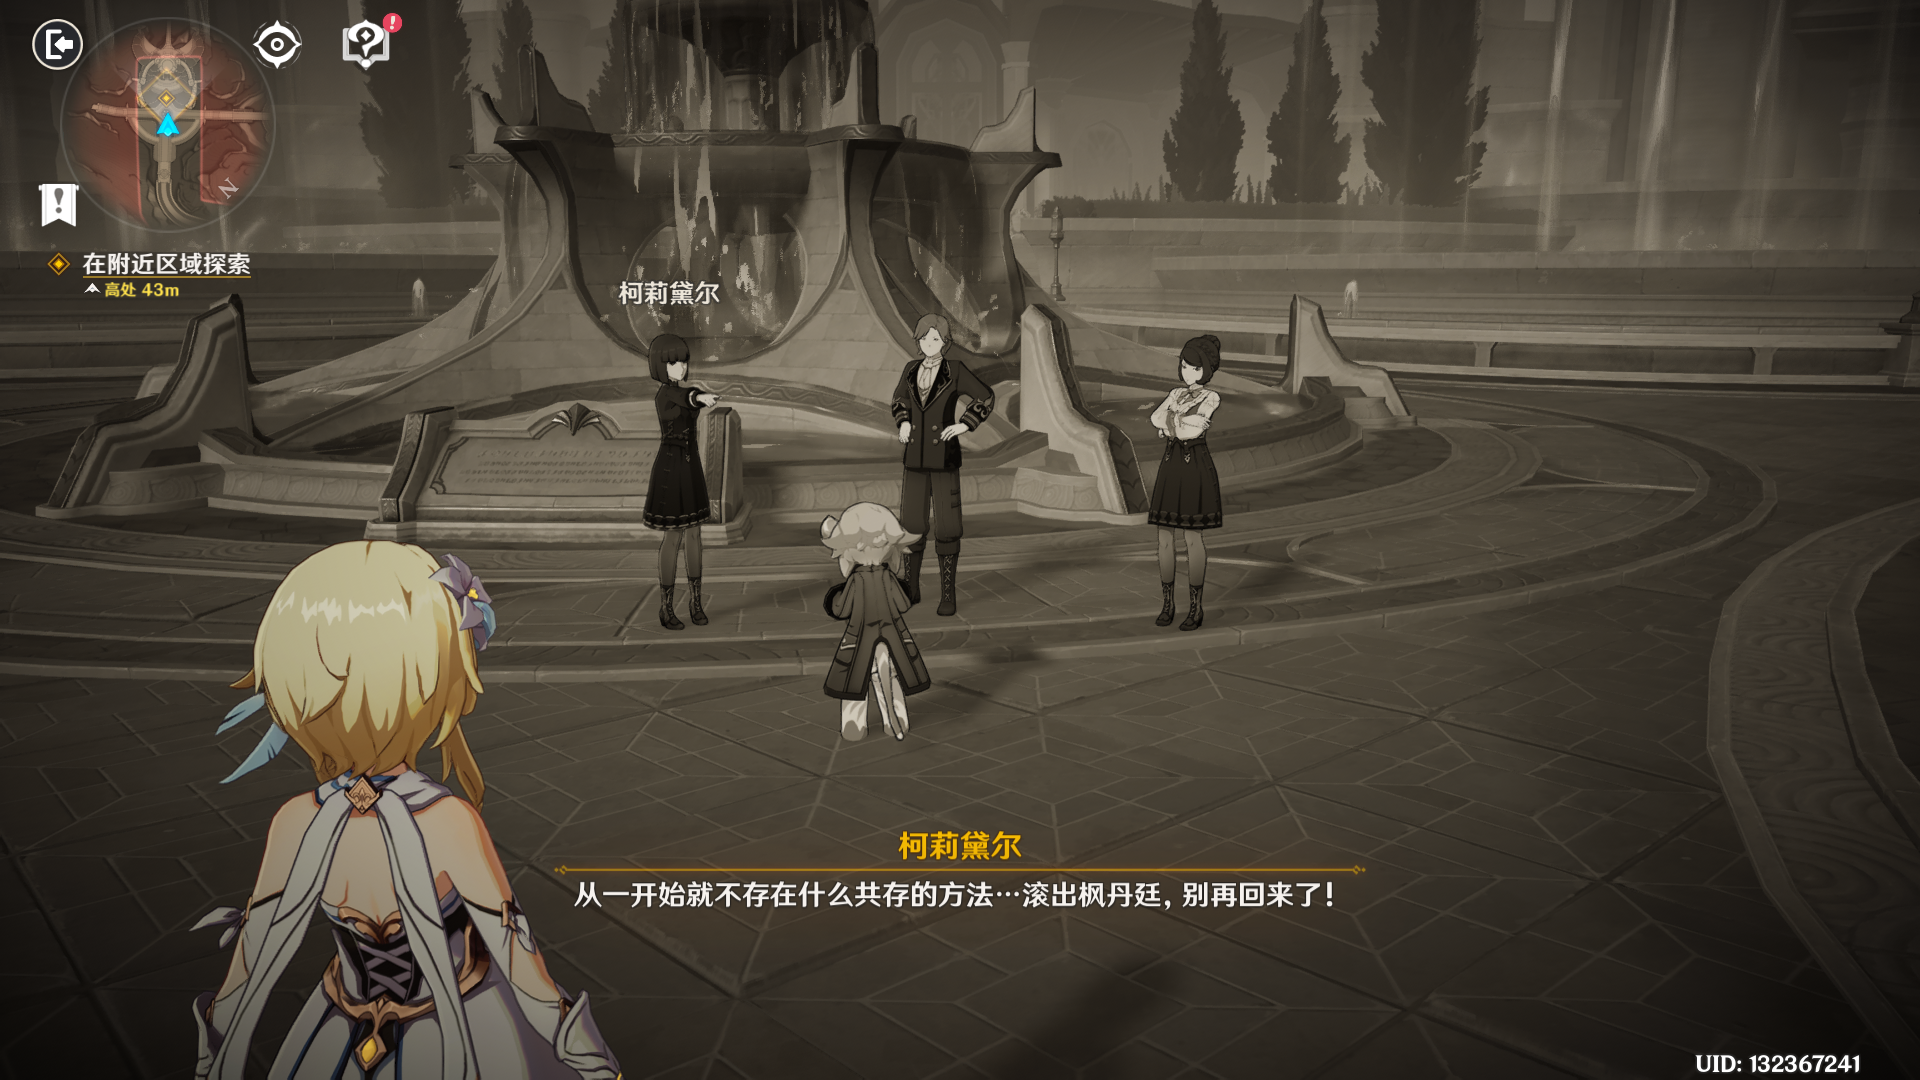 N
在附近区域探索
高处 43m
柯莉黛尔
柯莉黛尔
从一开始就不存在什么共存的方法…滚出枫丹廷，别再回来了！
UID: 132367241